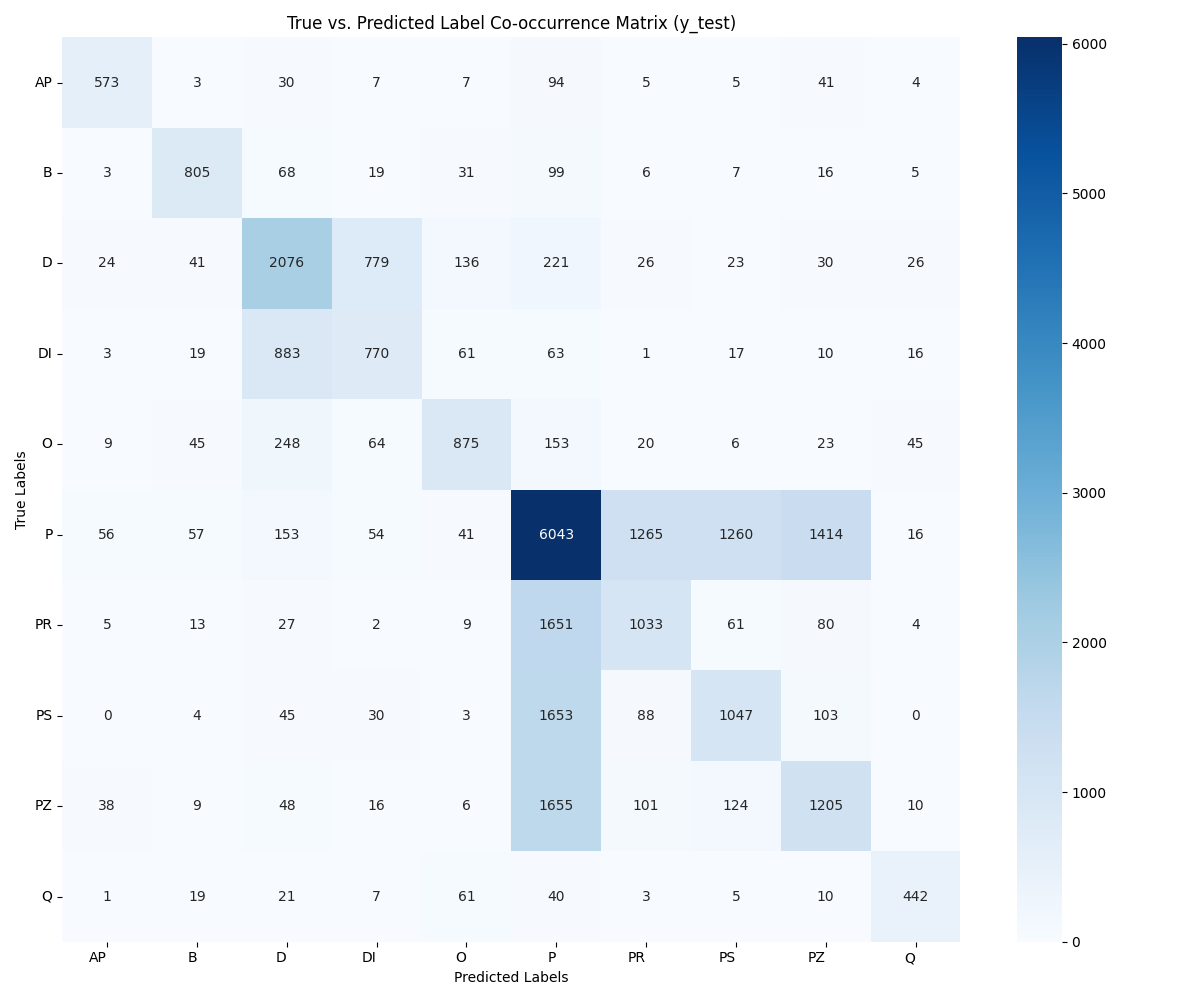 True vs. Predicted Label Co-occurrence Matrix (y_test)
6000
AP 573 3 30 7 7 94 5 5 41 4
B 3 805 68 19 31 99 6 7 16 5
5000
D 24 41 2076 779 136 221 26 23 30 26
DI 3 19 883 770 61 63 1 17 10 16
4000
O 9 45 248 64 875 153 20 6 23 45
True Labels
3000
P 56 57 153 54 41 6043 1265 1260 1414 16
PR 5 13 27 2 9 1651 1033 61 80 4
2000
PS 0 4 45 30 3 1653 88 1047 103 0
1000
PZ 38 9 48 16 6 1655 101 124 1205 10
Q 1 19 21 7 61 40 3 5 10 442
0
AP B D DI O P PR PS PZ Q
Predicted Labels